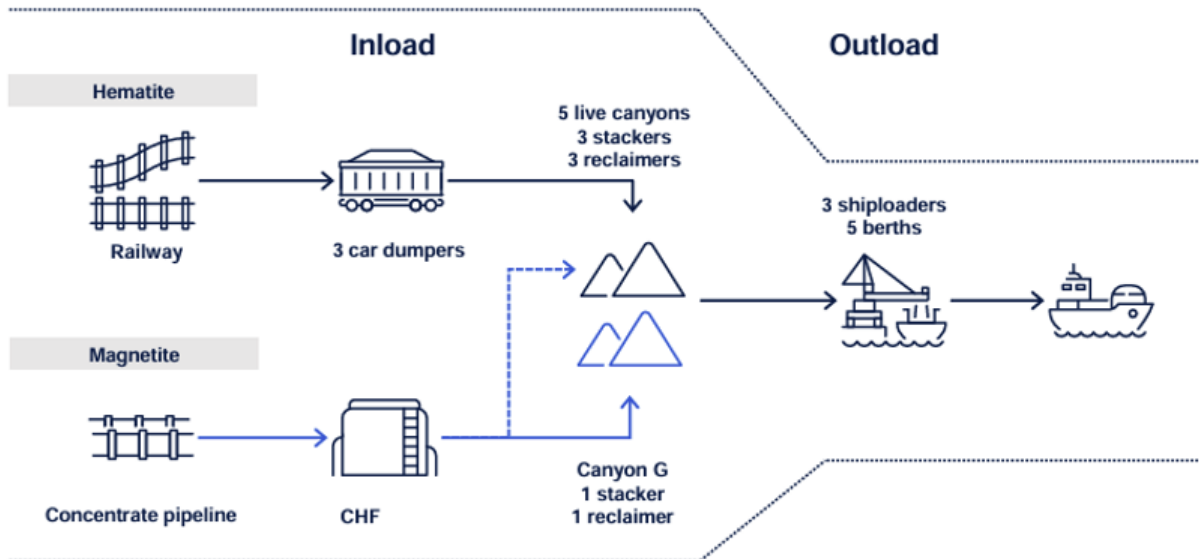 Inload
Outload
Hematite
5 live canyons
3 stackers
3 reclaimers
Railway
3 car dumpers
3 shiploaders
5 berths
Magnetite
Concentrate pipeline
CHF
Canyon G
1 stacker
1 reclaimer